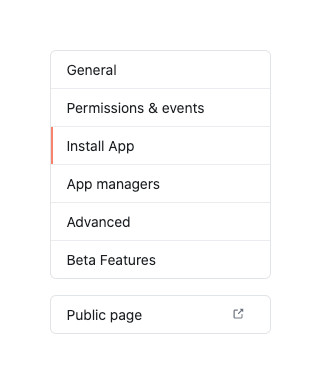 General
Permissions & events
Install App
App managers
Advanced
Beta Features
Public page